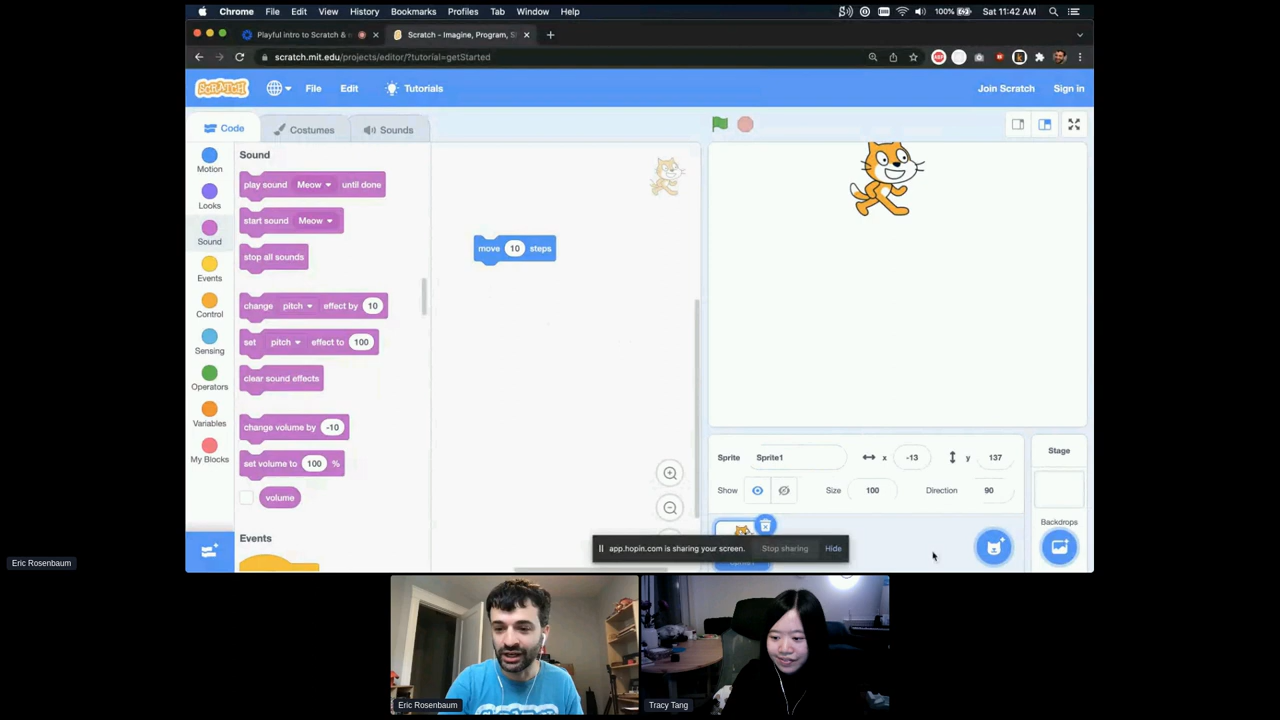 Chrome File Edit View History Bookmarks Profiles Tab Window Help 100% Sat 11:42 AM
Playful intro to Scratch & Scratch - Imagine, Program, S
scratch.mit.edu/projects/editor/?tutorial=getStarted
SCRATCH File Edit Tutorials Join Scratch Sign in
Code Costumes Sounds
Motion
Looks
Sound
Events
Control
Sensing
Operators
Variables
My Blocks
Sound
play sound Meow until done
start sound Meow
stop all sounds
change pitch effect by 10
set pitch effect to 100
clear sound effects
change volume by -10
set volume to 100 %
volume
Events
move 10 steps
Sprite Sprite1 x -13 y 137
Show Size 100 Direction 90
Stage
Backdrops
app.hopin.com is sharing your screen. Stop sharing Hide
Eric Rosenbaum
Eric Rosenbaum
Tracy Tang